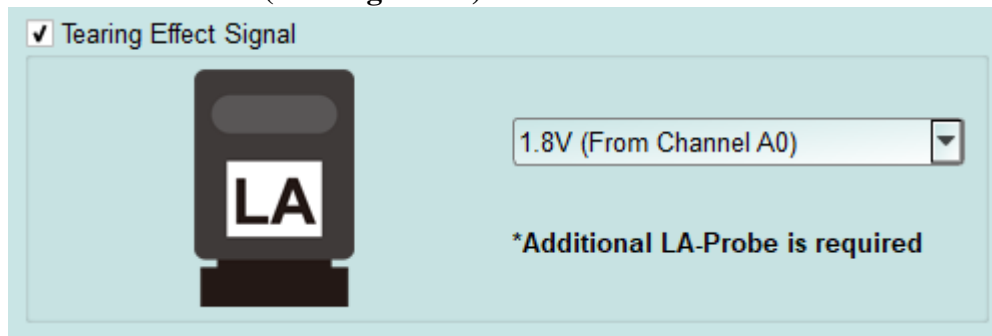 Tearing Effect Signal
1.8V (From Channel A0)
LA
*Additional LA-Probe is required